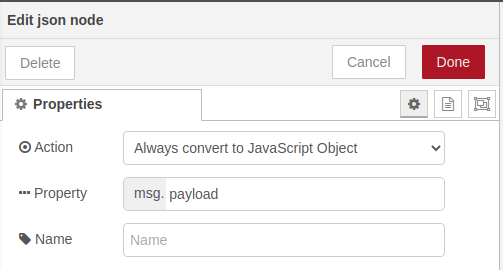 Edit json node
Delete Cancel Done
Properties
Action Always convert to JavaScript Object
Property msg. payload
Name Name